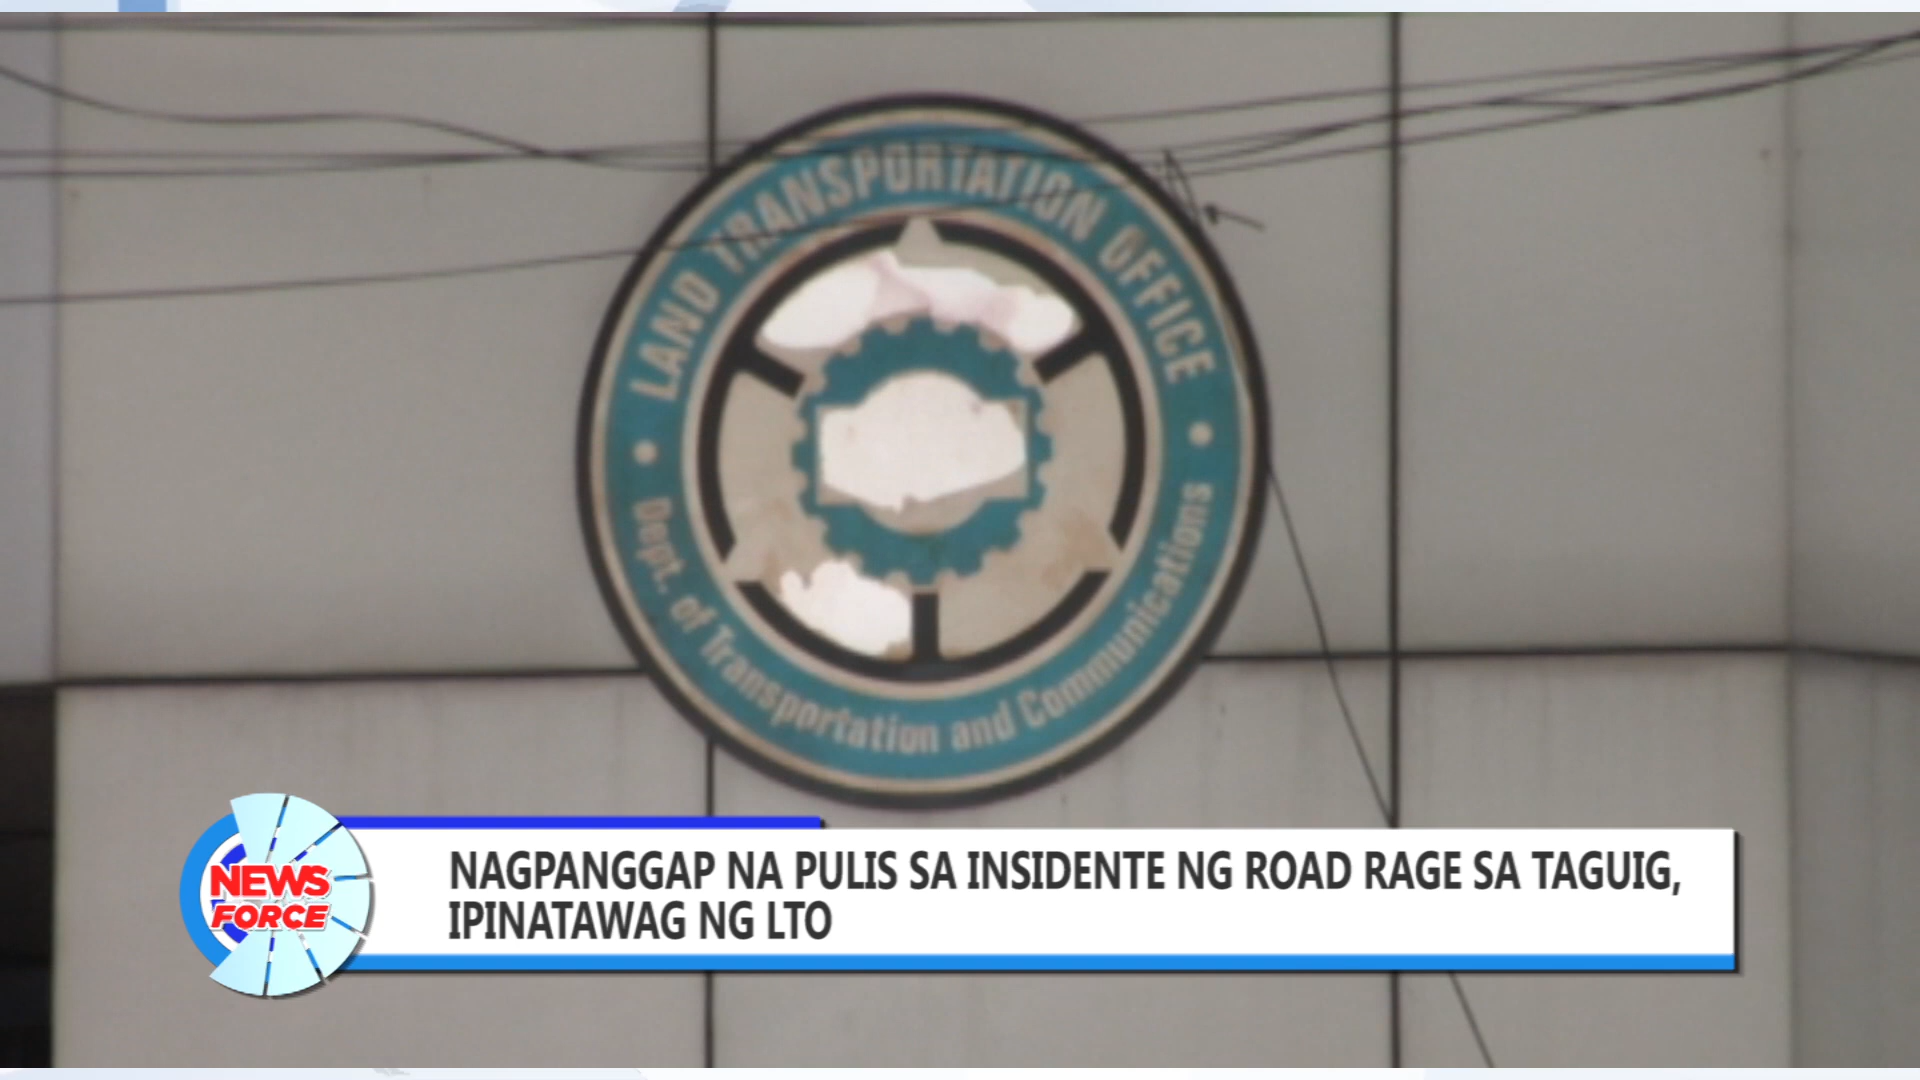 LAND TRANSPORTATION OFFICE
Dept. of Transportation and Communications
NEWS
FORCE
NAGPANGGAP NA PULIS SA INSIDENTE NG ROAD RAGE SA TAGUIG,
IPINATAWAG NG LTO